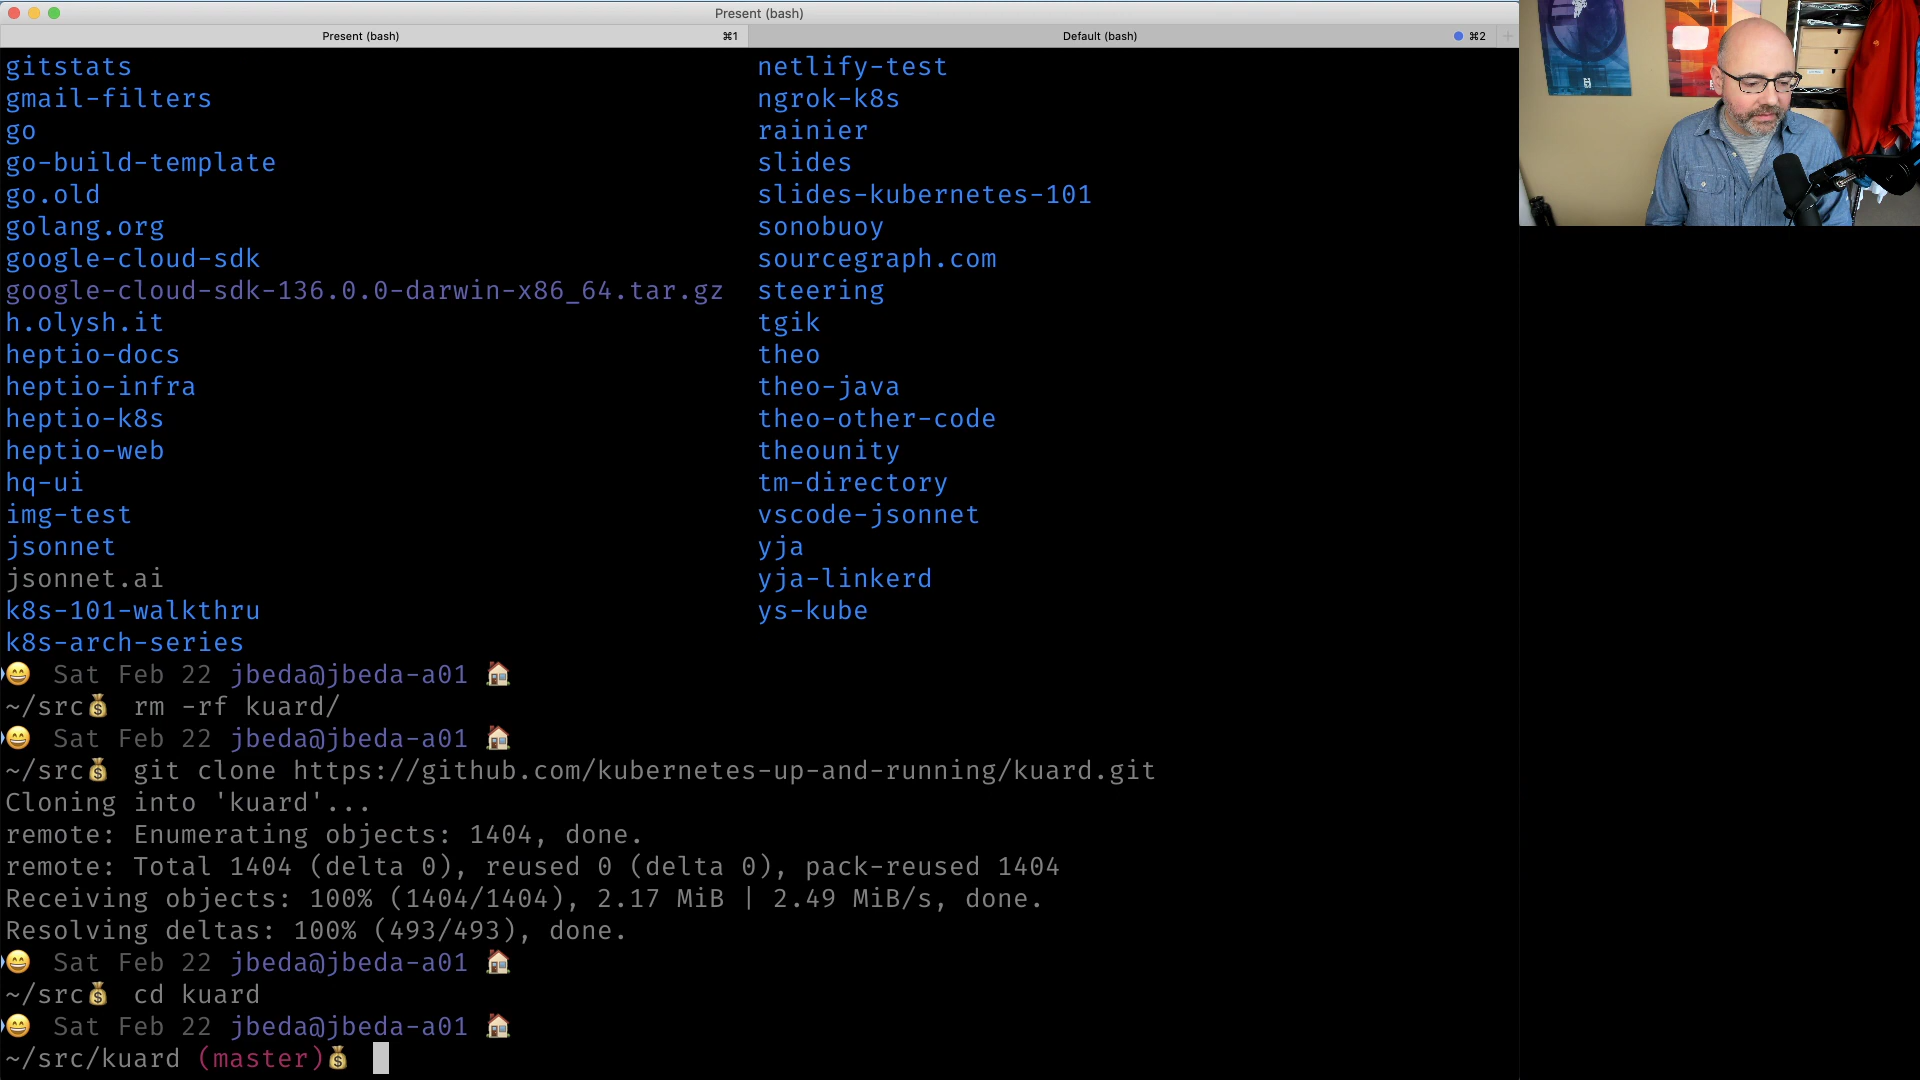 Present (bash)
Present (bash) ⌘1 Default (bash) ⌘2
gitstats netlify-test
gmail-filters ngrok-k8s
go rainier
go-build-template slides
go.old slides-kubernetes-101
golang.org sonobuoy
google-cloud-sdk sourcegraph.com
google-cloud-sdk-136.0.0-darwin-x86_64.tar.gz steering
h.olysh.it tgik
heptio-docs theo
heptio-infra theo-java
heptio-k8s theo-other-code
heptio-web theounity
hq-ui tm-directory
img-test vscode-jsonnet
jsonnet yja
jsonnet.ai yja-linkerd
k8s-101-walkthru ys-kube
k8s-arch-series
😄 Sat Feb 22 jbeda@jbeda-a01 🏠
~/src💰 rm -rf kuard/
😄 Sat Feb 22 jbeda@jbeda-a01 🏠
~/src💰 git clone https://github.com/kubernetes-up-and-running/kuard.git
Cloning into 'kuard'...
remote: Enumerating objects: 1404, done.
remote: Total 1404 (delta 0), reused 0 (delta 0), pack-reused 1404
Receiving objects: 100% (1404/1404), 2.17 MiB | 2.49 MiB/s, done.
Resolving deltas: 100% (493/493), done.
😄 Sat Feb 22 jbeda@jbeda-a01 🏠
~/src💰 cd kuard
😄 Sat Feb 22 jbeda@jbeda-a01 🏠
~/src/kuard (master)💰